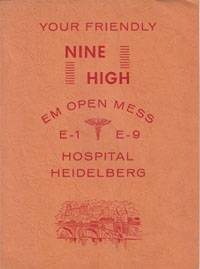 YOUR FRIENDLY
NINE
HIGH
EM OPEN MESS
E-1 E-9
HOSPITAL
HEIDELBERG